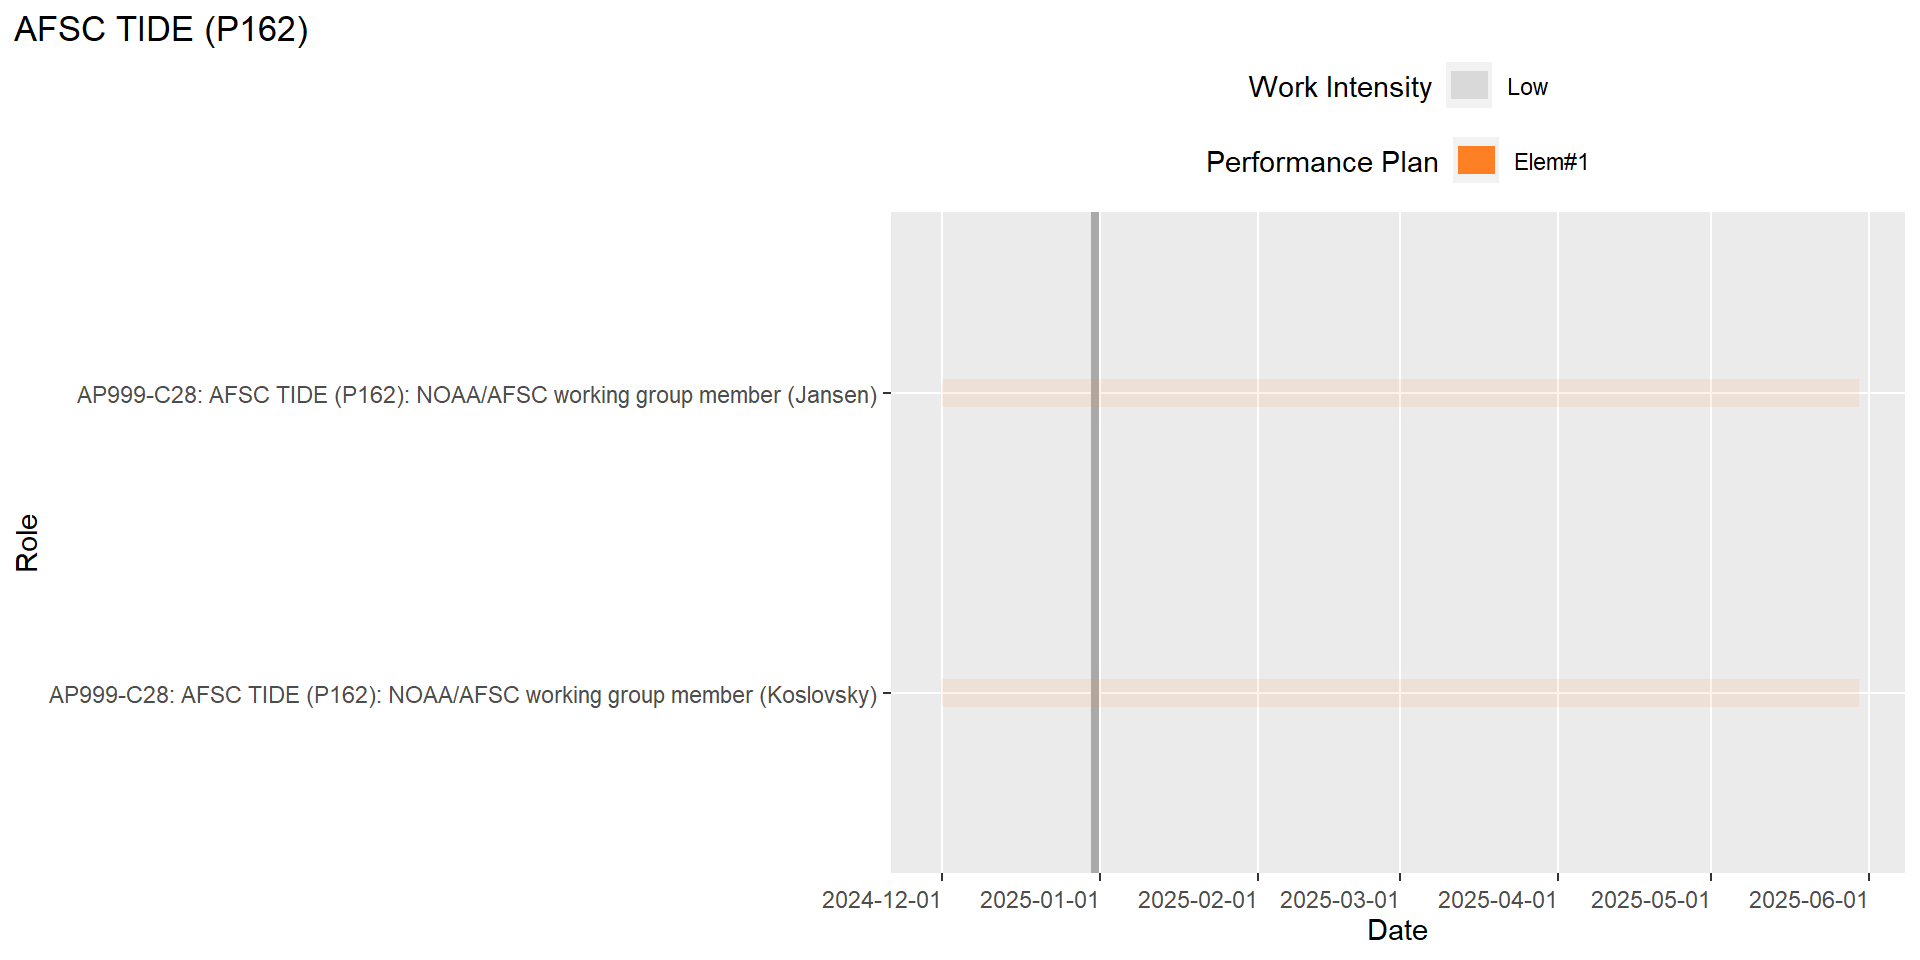 AFSC TIDE (P162)
Work Intensity Low
Performance Plan Elem#1
AP999-C28: AFSC TIDE (P162): NOAA/AFSC working group member (Jansen)
Role
AP999-C28: AFSC TIDE (P162): NOAA/AFSC working group member (Koslovsky)
2024-12-01 2025-01-01 2025-02-01 2025-03-01 2025-04-01 2025-05-01 2025-06-01
Date